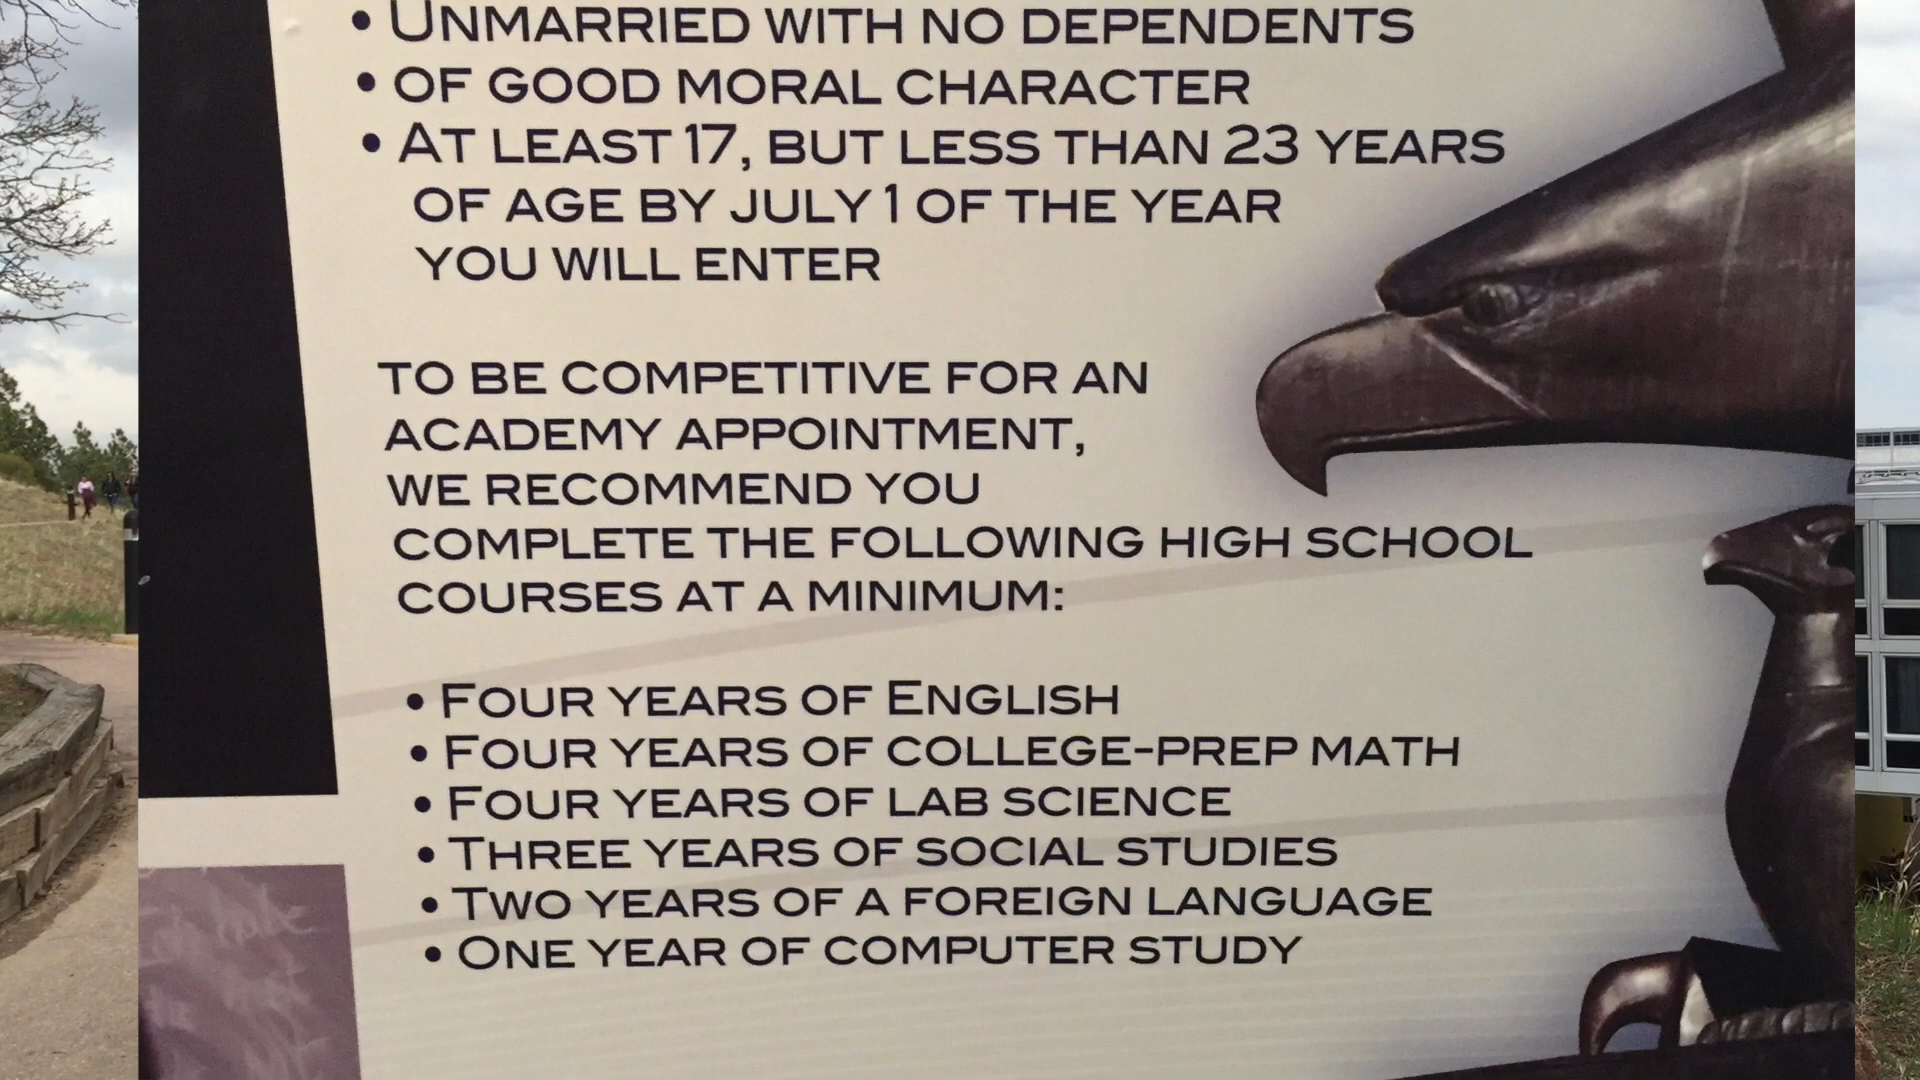 • UNMARRIED WITH NO DEPENDENTS
• OF GOOD MORAL CHARACTER
• AT LEAST 17, BUT LESS THAN 23 YEARS
OF AGE BY JULY 1 OF THE YEAR
YOU WILL ENTER
TO BE COMPETITIVE FOR AN
ACADEMY APPOINTMENT,
WE RECOMMEND YOU
COMPLETE THE FOLLOWING HIGH SCHOOL
COURSES AT A MINIMUM:
• FOUR YEARS OF ENGLISH
• FOUR YEARS OF COLLEGE-PREP MATH
• FOUR YEARS OF LAB SCIENCE
• THREE YEARS OF SOCIAL STUDIES
• TWO YEARS OF A FOREIGN LANGUAGE
• ONE YEAR OF COMPUTER STUDY